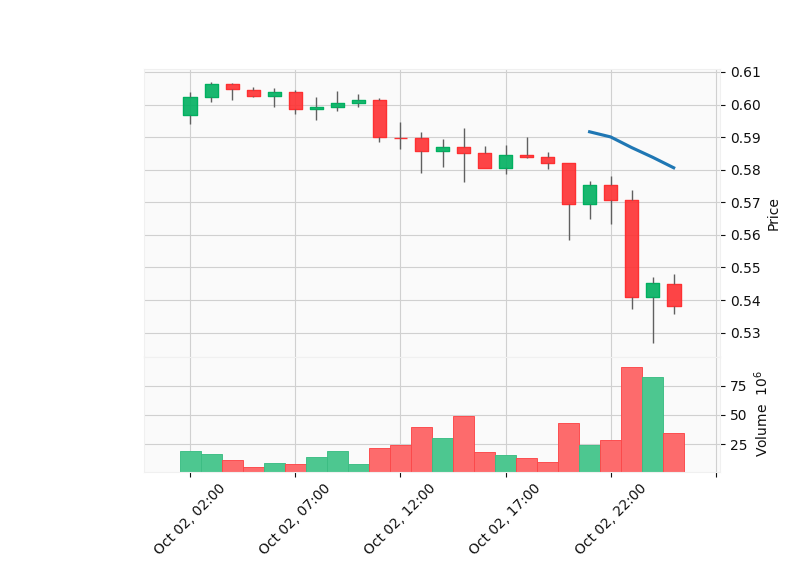 0.61
0.60
0.59
0.58
0.57
0.56
0.55
0.54
0.53
Price
75
50
25
Volume 10⁶
Oct 02, 02:00
Oct 02, 07:00
Oct 02, 12:00
Oct 02, 17:00
Oct 02, 22:00